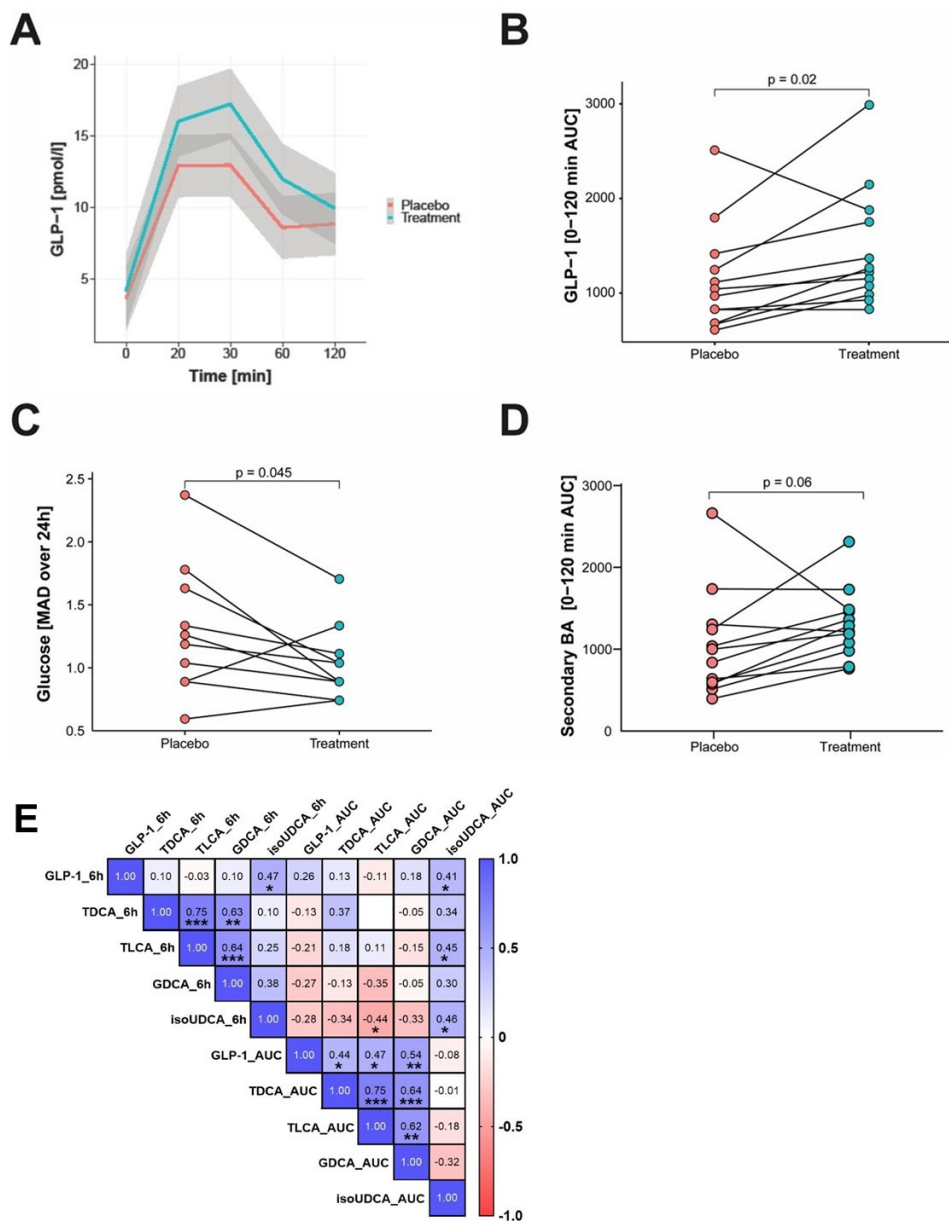 A
20
15
10
5
GLP-1 [pmol/l]
0 20 30 60 120
Time [min]
Placebo
Treatment
B
p = 0.02
3000
2000
1000
GLP-1 [0-120 min AUC]
Placebo Treatment
C
p = 0.045
2.5
2.0
1.5
1.0
0.5
Glucose [MAD over 24h]
Placebo Treatment
D
p = 0.06
3000
2000
1000
0
Secondary BA [0-120 min AUC]
Placebo Treatment
E
GLP-1_6h TDCA_6h TLCA_6h GDCA_6h isoUDCA_6h GLP-1_AUC TDCA_AUC TLCA_AUC GDCA_AUC isoUDCA_AUC
GLP-1_6h 1.00 0.10 -0.03 0.10 0.47 0.26 0.13 -0.11 0.18 0.41
* *
TDCA_6h 1.00 0.75 0.63 0.10 -0.13 0.37 -0.05 0.34
*** **
TLCA_6h 1.00 0.64 0.25 -0.21 0.18 0.11 -0.15 0.45
*** *
GDCA_6h 1.00 0.38 -0.27 -0.13 -0.35 -0.05 0.30
isoUDCA_6h 1.00 -0.28 -0.34 -0.44 -0.33 0.46
* *
GLP-1_AUC 1.00 0.44 0.47 0.54 -0.08
* * **
TDCA_AUC 1.00 0.75 0.64 -0.01
*** ***
TLCA_AUC 1.00 0.62 -0.18
**
GDCA_AUC 1.00 -0.32
isoUDCA_AUC 1.00
1.0
0.5
0
-0.5
-1.0